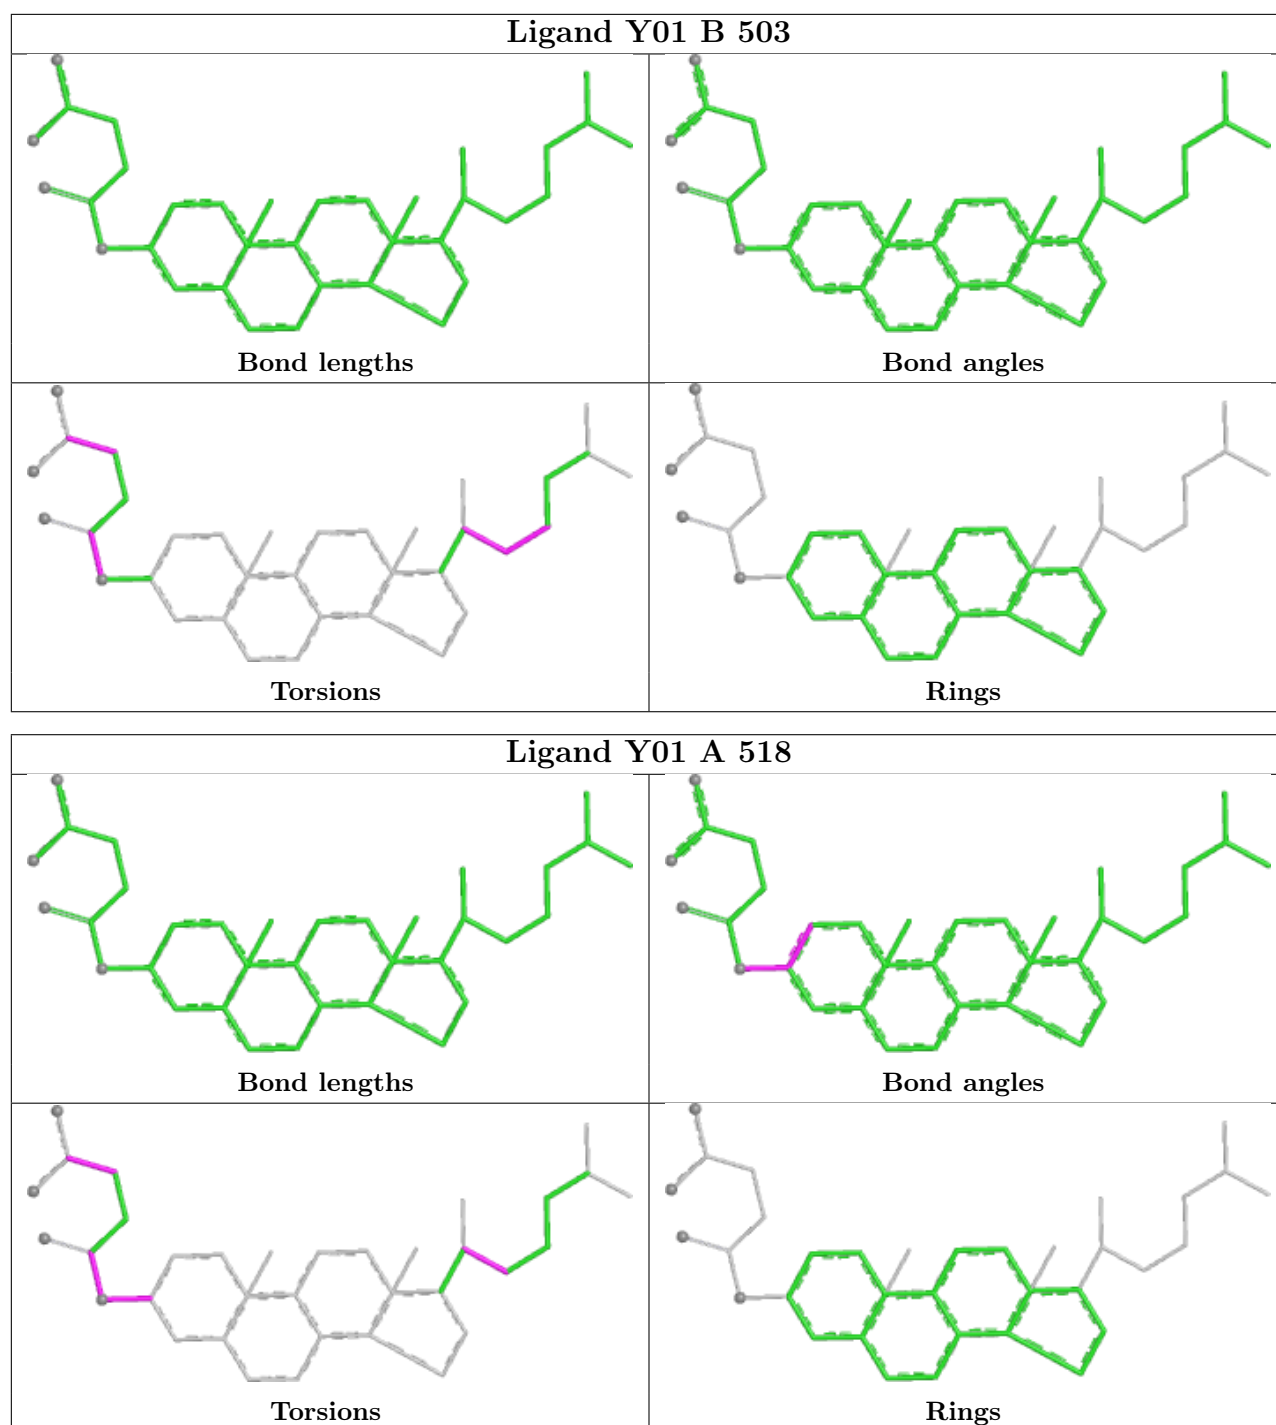 Ligand Y01 B 503
Bond lengths
Bond angles
Torsions
Rings
Ligand Y01 A 518
Bond lengths
Bond angles
Torsions
Rings